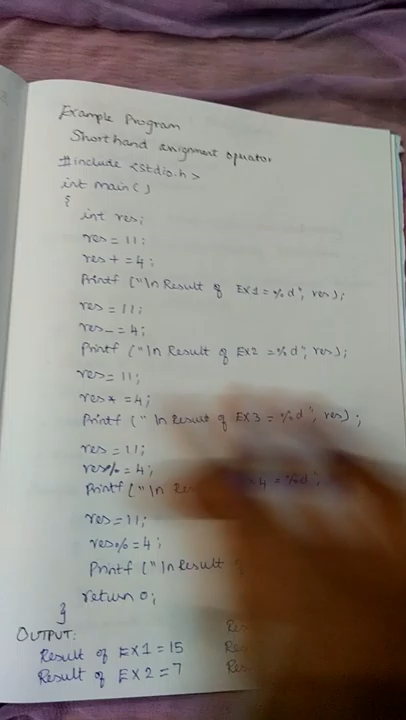 Example Program
Shorthand assignment operator
#include <stdio.h>
int main()
{
int res;
res = 11;
res + = 4;
Printf ("\n Result of EX1 = %d", res);
res = 11;
res - = 4;
Printf ("\n Result of EX2 = %d", res);
res = 11;
res * = 4;
Printf ("\n Result of EX3 = %d", res);
res = 11;
res% = 4;
Printf ("\n X4 = %d",
res = 11;
res% = 4;
Printf ("\n Result
return 0;
}
OUTPUT:
Result of EX1 = 15
Result of EX2 = 7